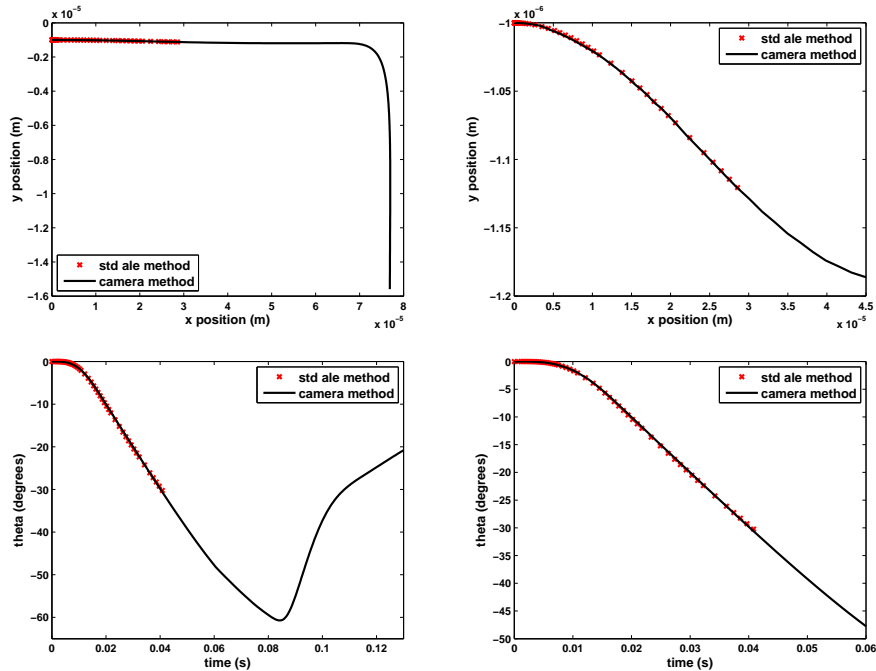 x 10⁻⁵
0
−0.2
−0.4
−0.6
−0.8
−1
−1.2
−1.4
−1.6
y position (m)
std ale method
camera method
0 1 2 3 4 5 6 7 8
x position (m)
x 10⁻⁵
x 10⁻⁶
−1
−1.05
−1.1
−1.15
−1.2
y position (m)
std ale method
camera method
0 0.5 1 1.5 2 2.5 3 3.5 4 4.5
x position (m)
x 10⁻⁵
0
−10
−20
−30
−40
−50
−60
theta (degrees)
std ale method
camera method
0 0.02 0.04 0.06 0.08 0.1 0.12
time (s)
0
−5
−10
−15
−20
−25
−30
−35
−40
−45
−50
theta (degrees)
std ale method
camera method
0 0.01 0.02 0.03 0.04 0.05 0.06
time (s)